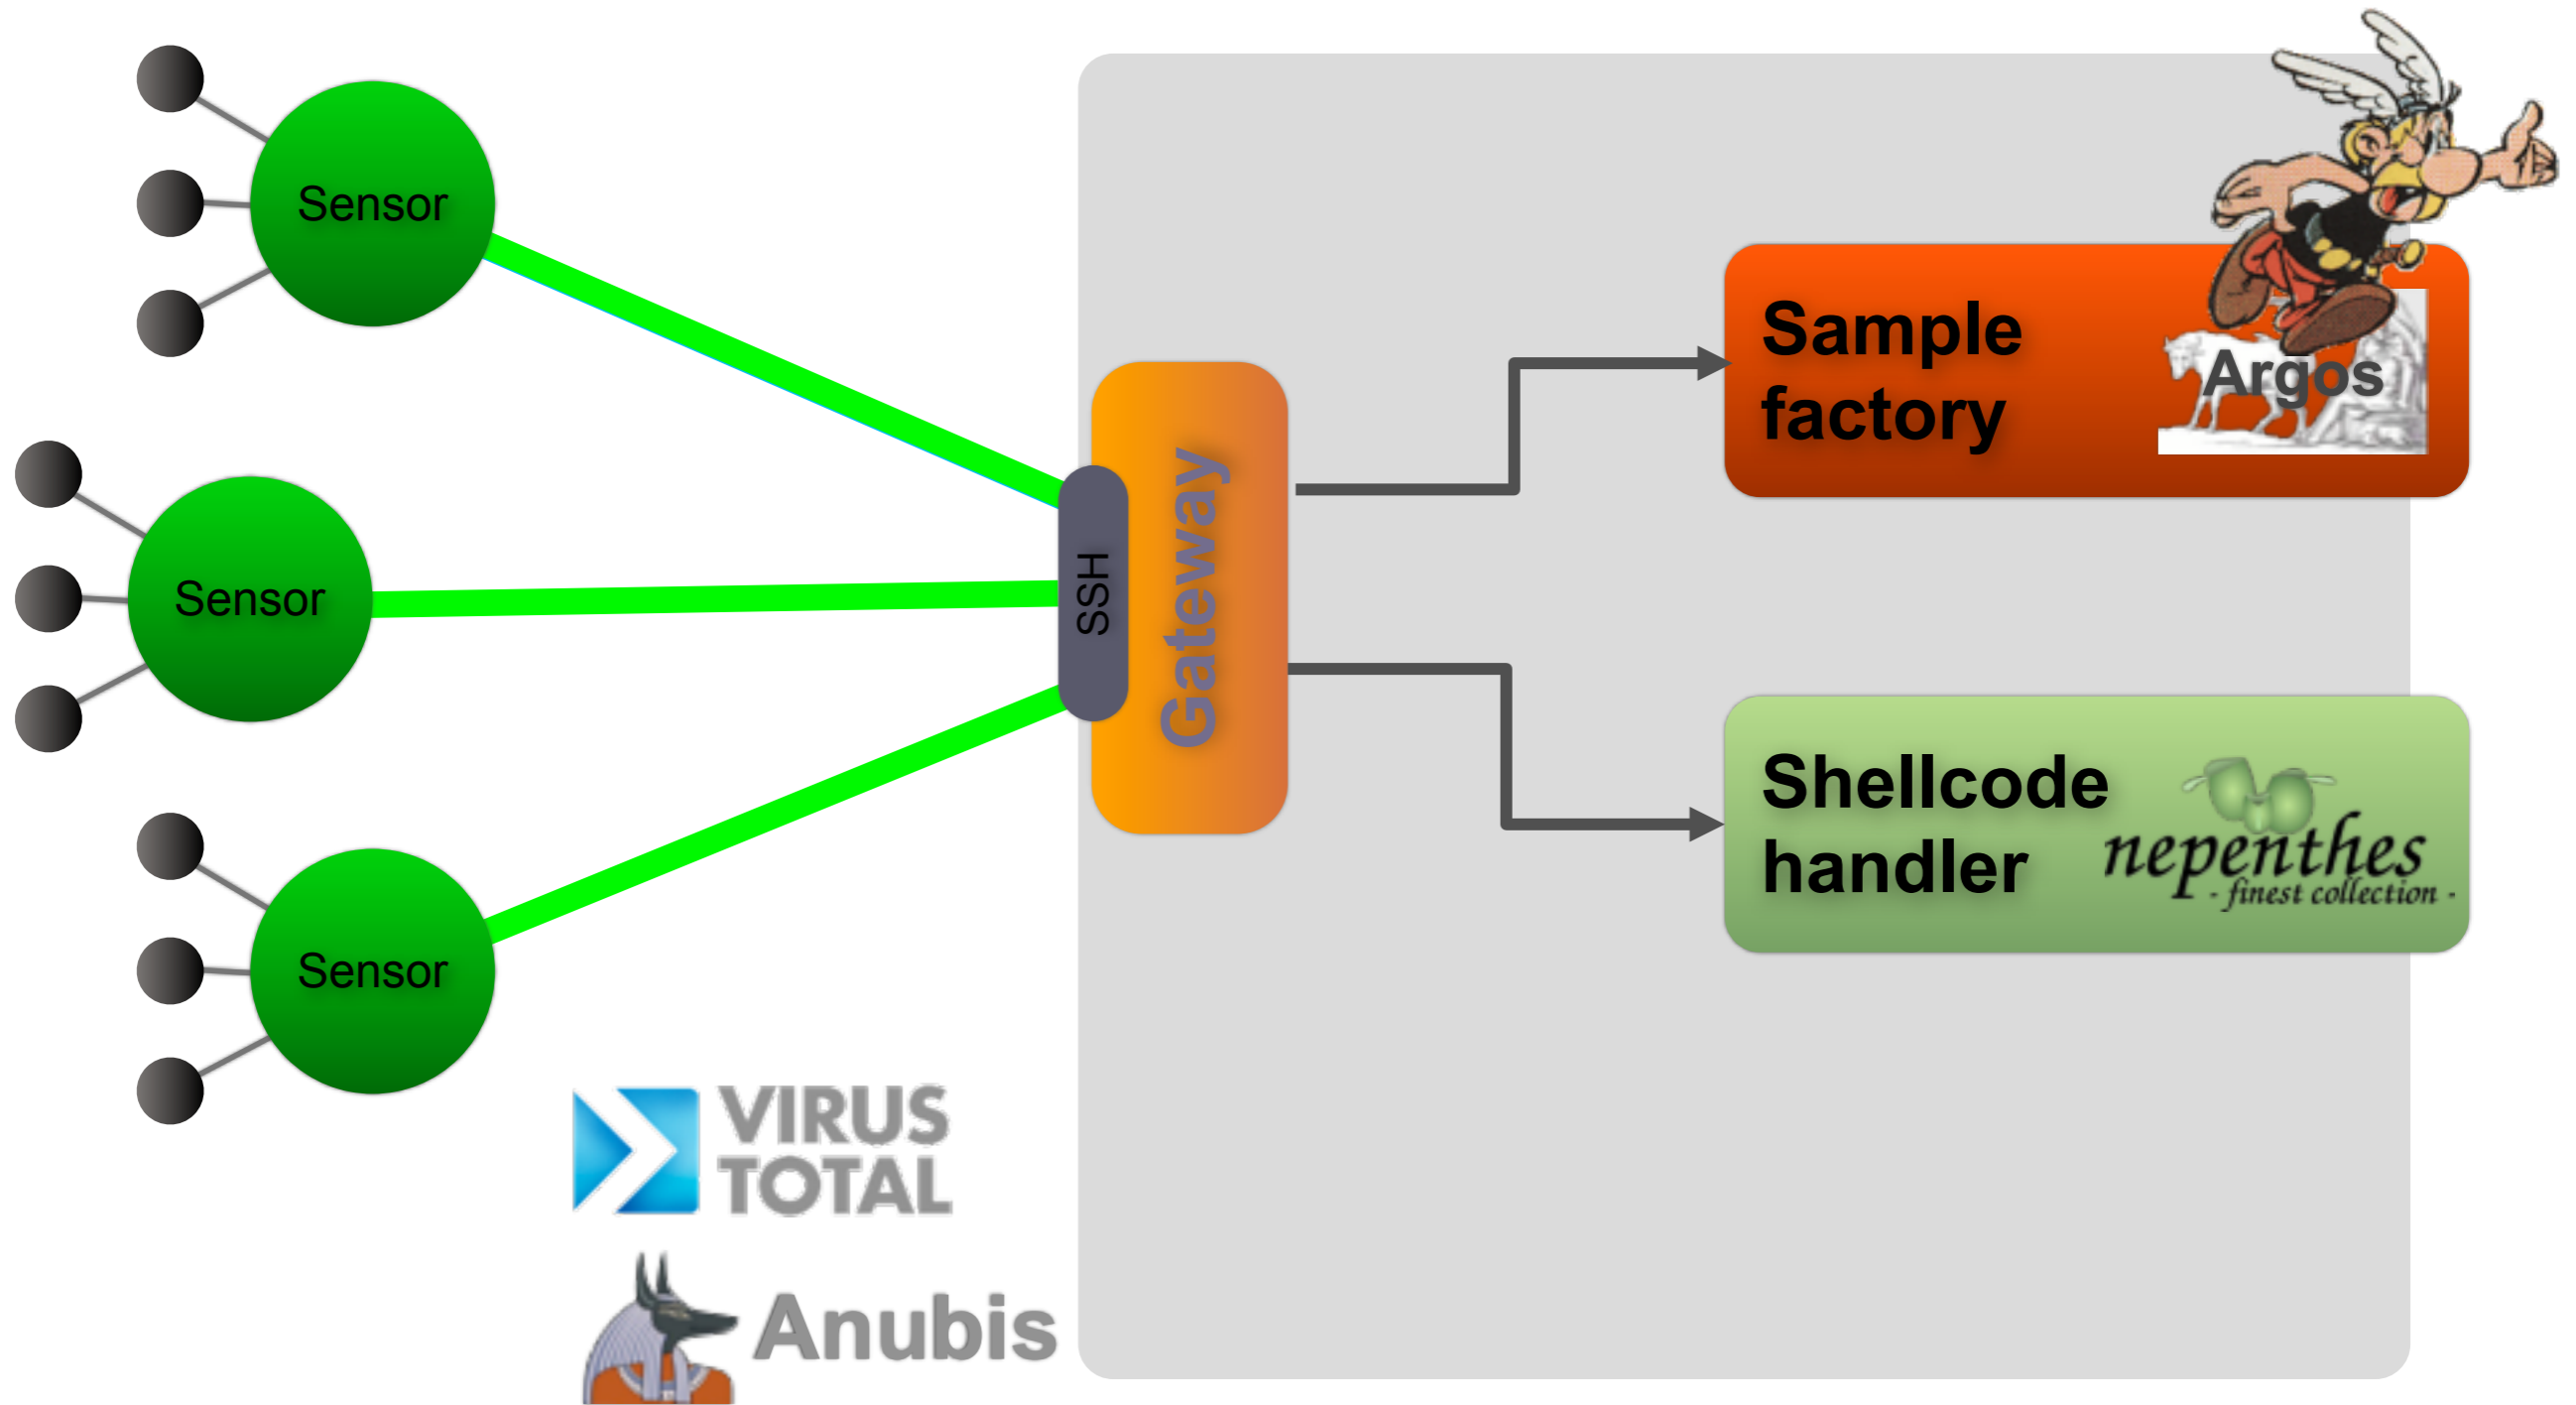 Sensor
Sensor
Sensor
SSH
Gateway
Sample
factory
Argos
Shellcode
handler
nepenthes
- finest collection -
VIRUS
TOTAL
Anubis